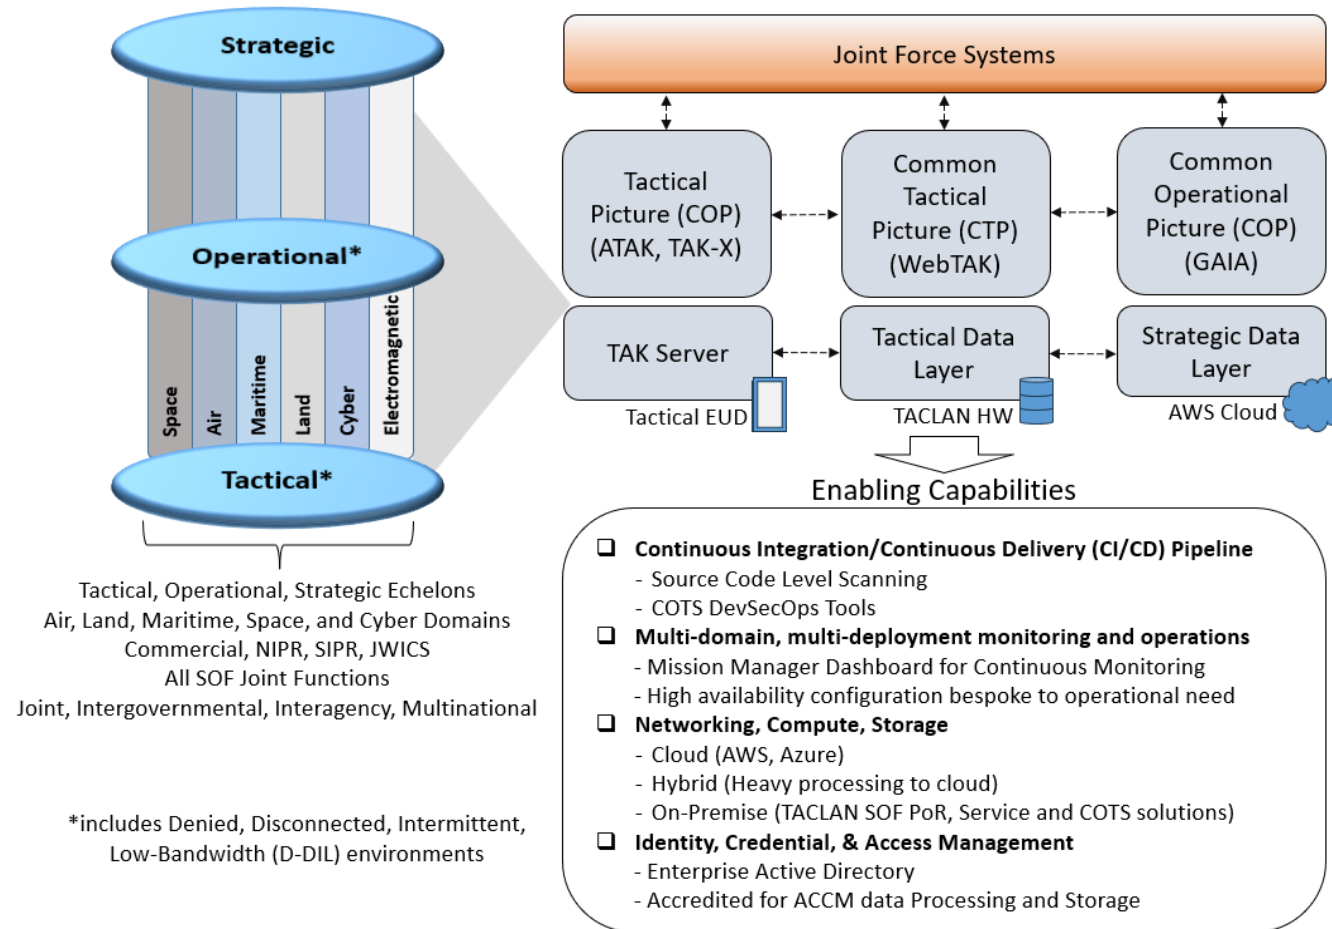 Strategic
Operational*
Space
Air
Maritime
Land
Cyber
Electromagnetic
Tactical*
Tactical, Operational, Strategic Echelons
Air, Land, Maritime, Space, and Cyber Domains
Commercial, NIPR, SIPR, JWICS
All SOF Joint Functions
Joint, Intergovernmental, Interagency, Multinational
*includes Denied, Disconnected, Intermittent,
Low-Bandwidth (D-DIL) environments
Joint Force Systems
Tactical
Picture (COP)
(ATAK, TAK-X)
Common
Tactical
Picture (CTP)
(WebTAK)
Common
Operational
Picture (COP)
(GAIA)
TAK Server
Tactical EUD
Tactical Data
Layer
TACLAN HW
Strategic Data
Layer
AWS Cloud
Enabling Capabilities
❑ Continuous Integration/Continuous Delivery (CI/CD) Pipeline
- Source Code Level Scanning
- COTS DevSecOps Tools
❑ Multi-domain, multi-deployment monitoring and operations
- Mission Manager Dashboard for Continuous Monitoring
- High availability configuration bespoke to operational need
❑ Networking, Compute, Storage
- Cloud (AWS, Azure)
- Hybrid (Heavy processing to cloud)
- On-Premise (TACLAN SOF PoR, Service and COTS solutions)
❑ Identity, Credential, & Access Management
- Enterprise Active Directory
- Accredited for ACCM data Processing and Storage